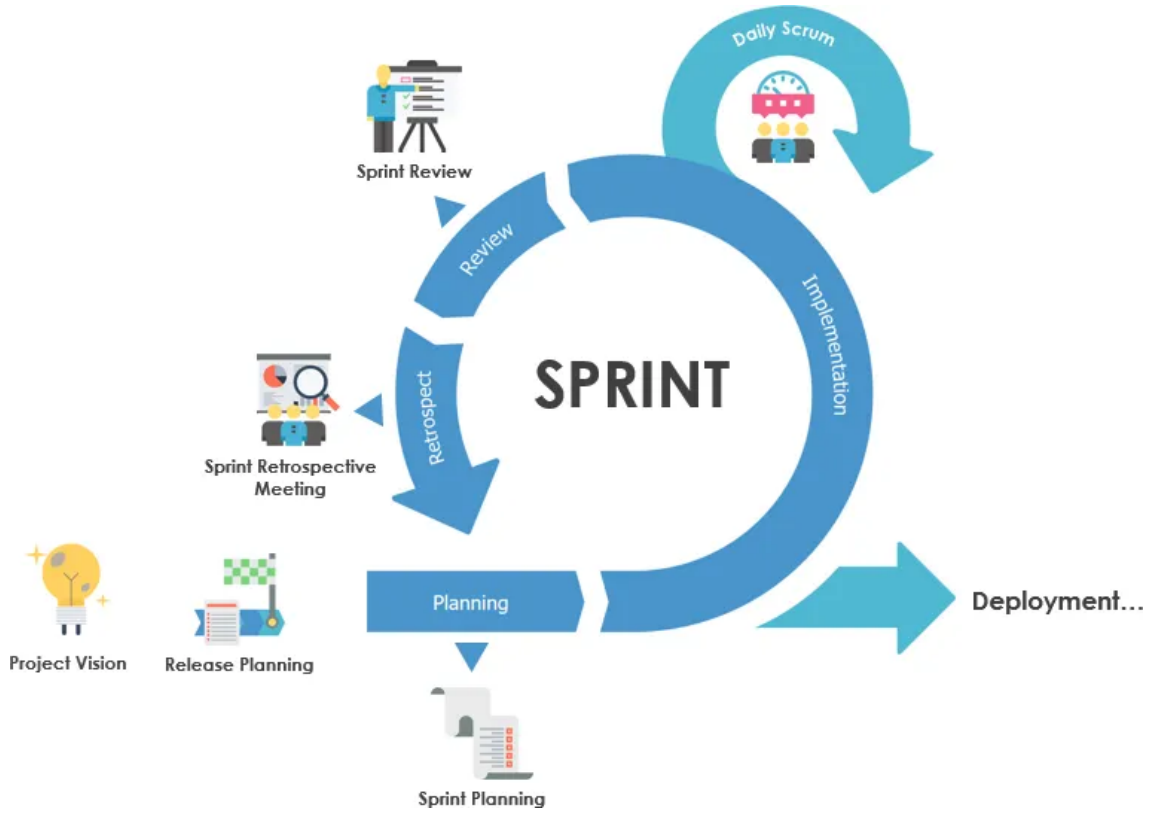 Daily Scrum
Sprint Review
Review
Implementation
SPRINT
Retrospect
Sprint Retrospective
Meeting
Planning
Deployment...
Project Vision
Release Planning
Sprint Planning